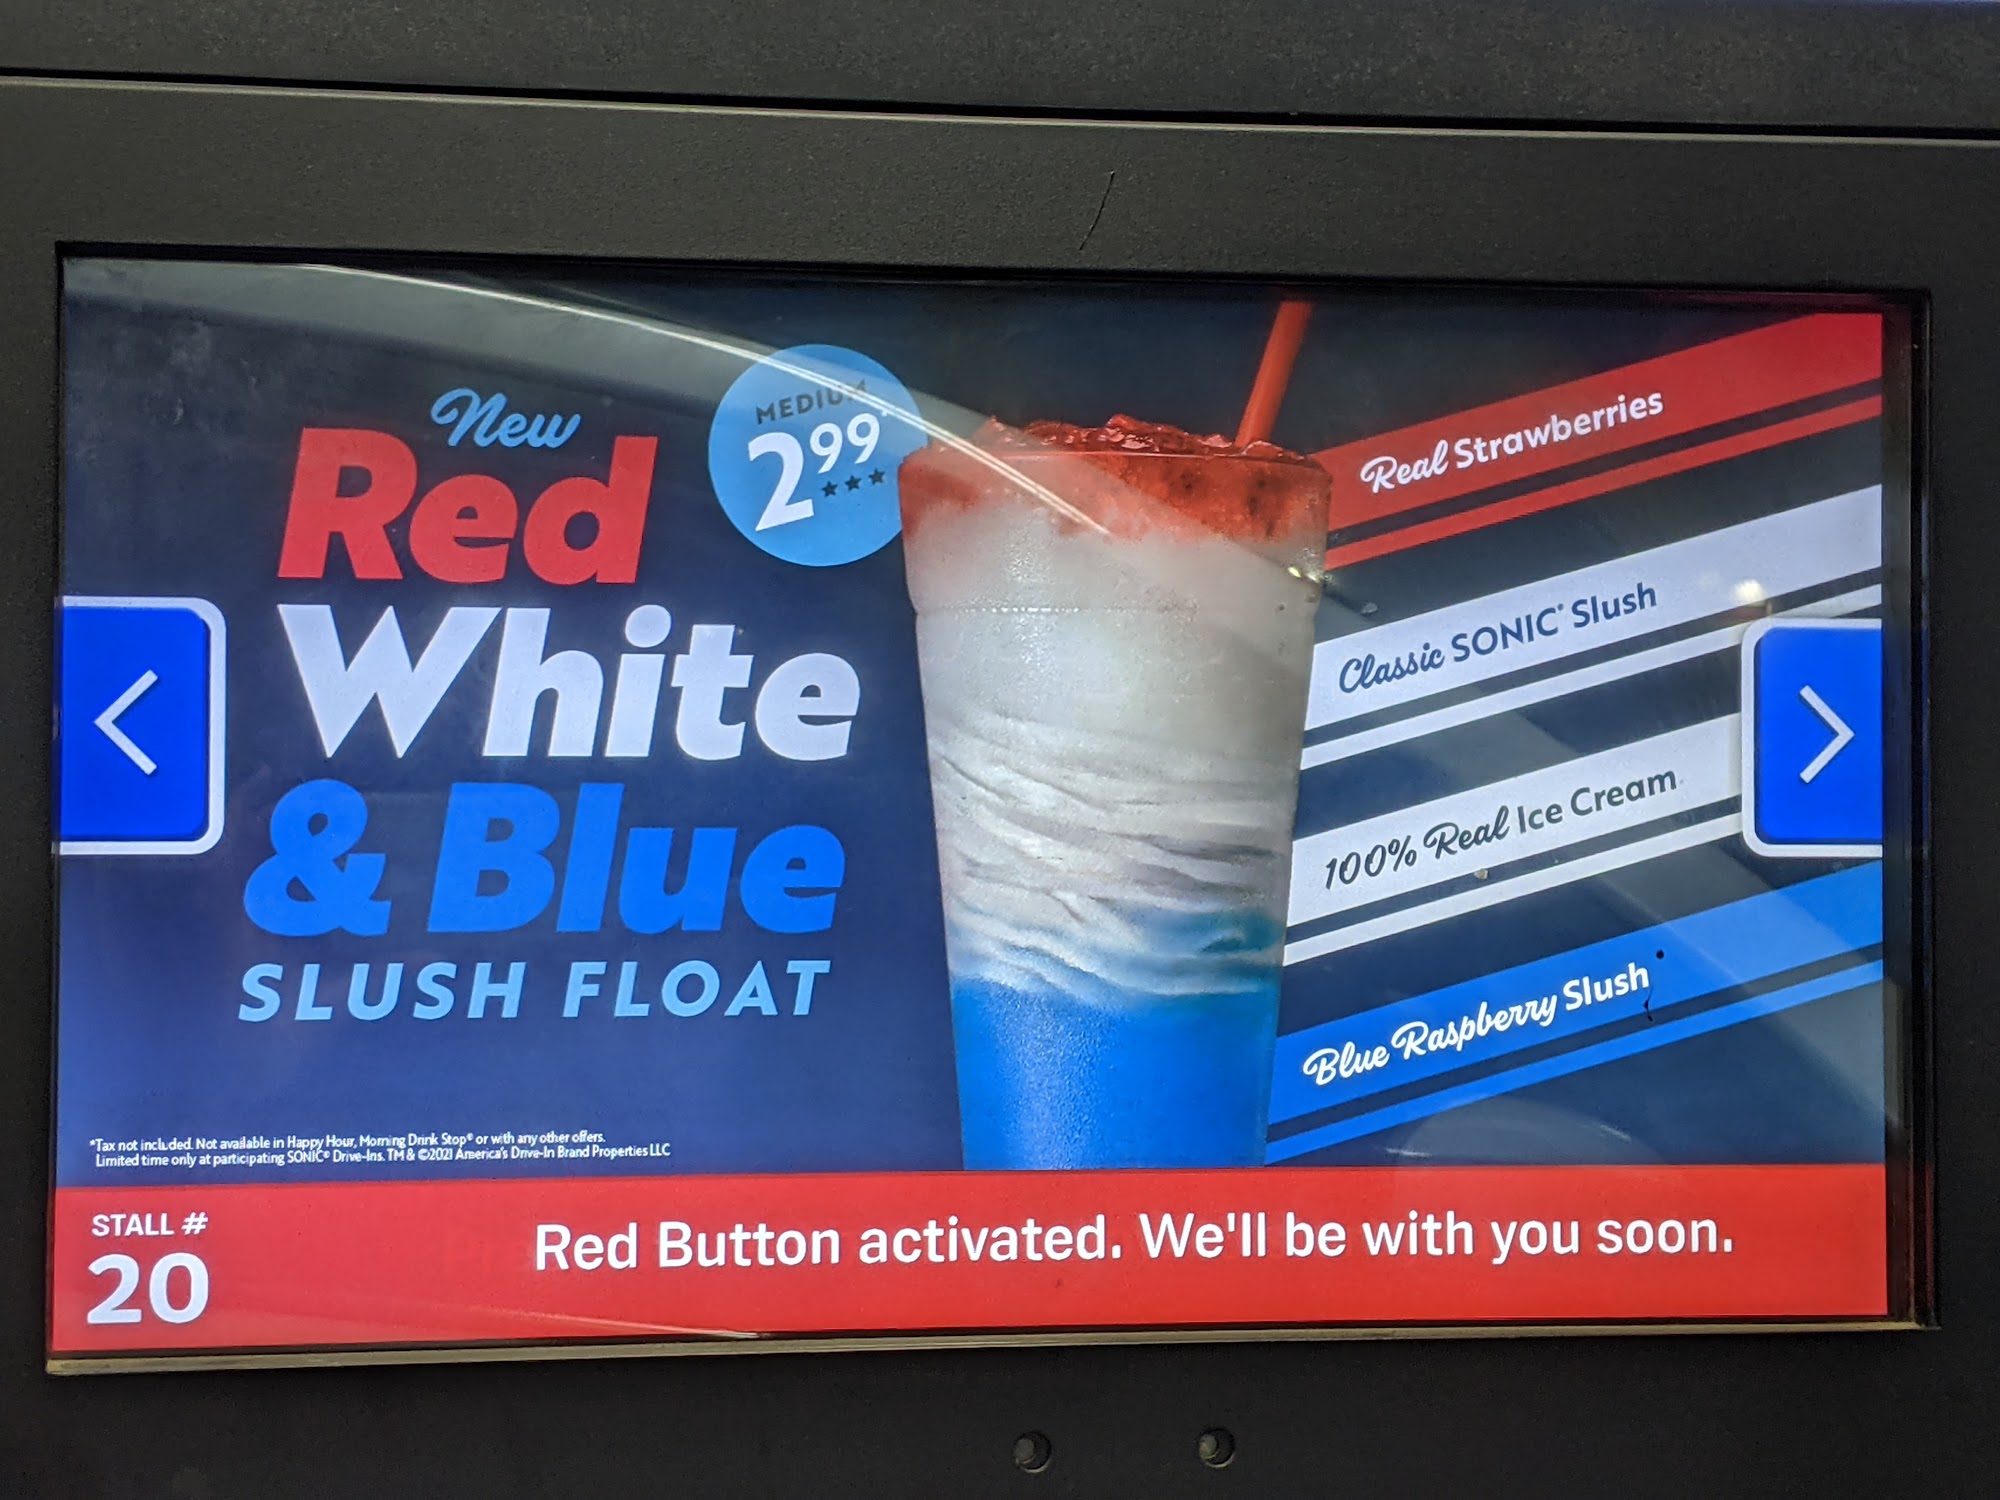 New
Red
White
& Blue
SLUSH FLOAT
MEDIUM
2.99*
Real Strawberries
Classic SONIC® Slush
100% Real Ice Cream
Blue Raspberry Slush
*Tax not included. Not available in Happy Hour, Morning Drink Stop® or with any other offers.
Limited time only at participating SONIC® Drive-Ins. TM & ©2021 America's Drive-In Brand Properties LLC
STALL #
20
Red Button activated. We'll be with you soon.